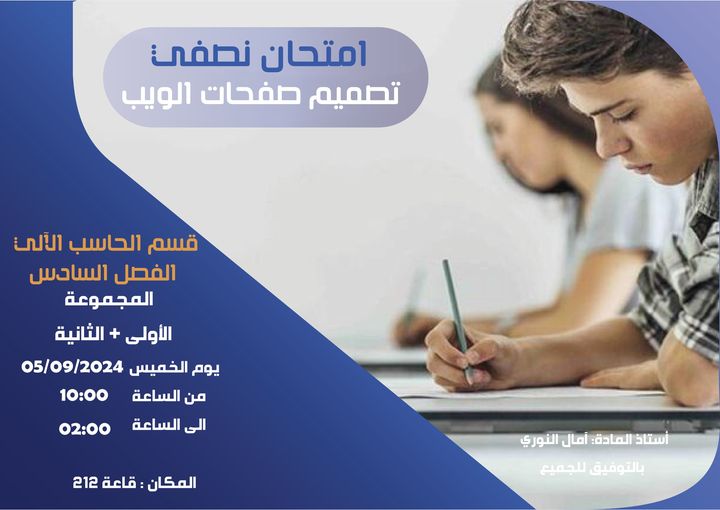 امتحان نصفي
تصميم صفحات الويب
قسم الحاسب الآلي
الفصل السادس
المجموعة
الأولى + الثانية
يوم الخميس 05/09/2024
من الساعة 10:00
الى الساعة 02:00
المكان : قاعة 212
أستاذ المادة: أمال النوري
بالتوفيق للجميع